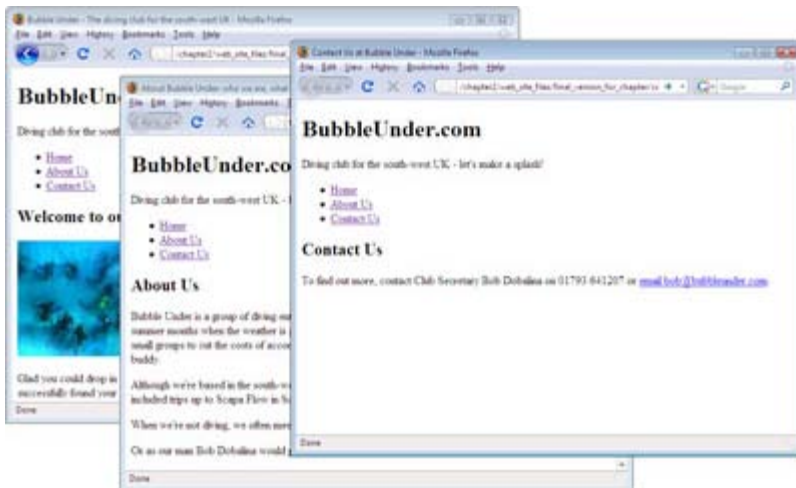 Bubble Under - The diving club for the south-west UK - Mozilla Firefox
File Edit View History Bookmarks Tools Help
BubbleUn
Diving club for the south
Home
About Us
Contact Us
Welcome to ou
Glad you could drop in
successfully found your
Done
About Bubble Under: who we are, what
File Edit View History Bookmarks
BubbleUnder.co
Diving club for the south-west UK - l
Home
About Us
Contact Us
About Us
Bubble Under is a group of diving
summer months when the weather is
small groups to cut the costs of
buddy.
Although we're based in the south-we
included trips up to Scapa Flow in Sc
When we're not diving, we often mee
Or as our man Bob Dobalina would
Done
Contact Us at Bubble Under - Mozilla Firefox
File Edit View History Bookmarks Tools Help
Google
BubbleUnder.com
Diving club for the south-west UK - let's make a splash!
Home
About Us
Contact Us
Contact Us
To find out more, contact Club Secretary Bob Dobalina on 01793 641207 or email bob@bubbleunder.com.
Done